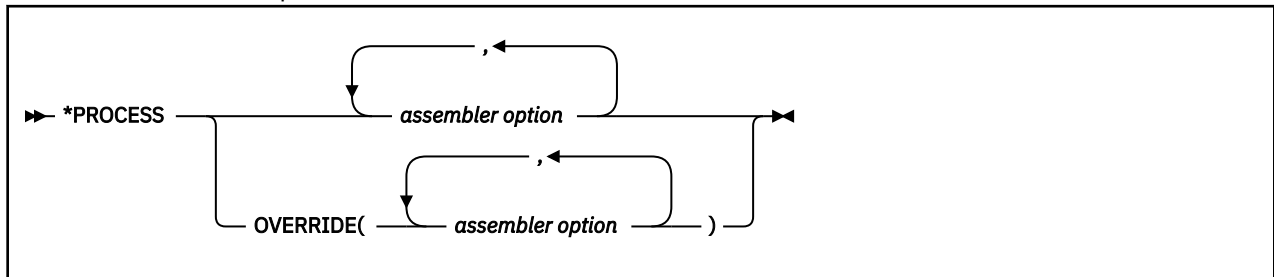 ,
*PROCESS assembler option
,
OVERRIDE( assembler option )